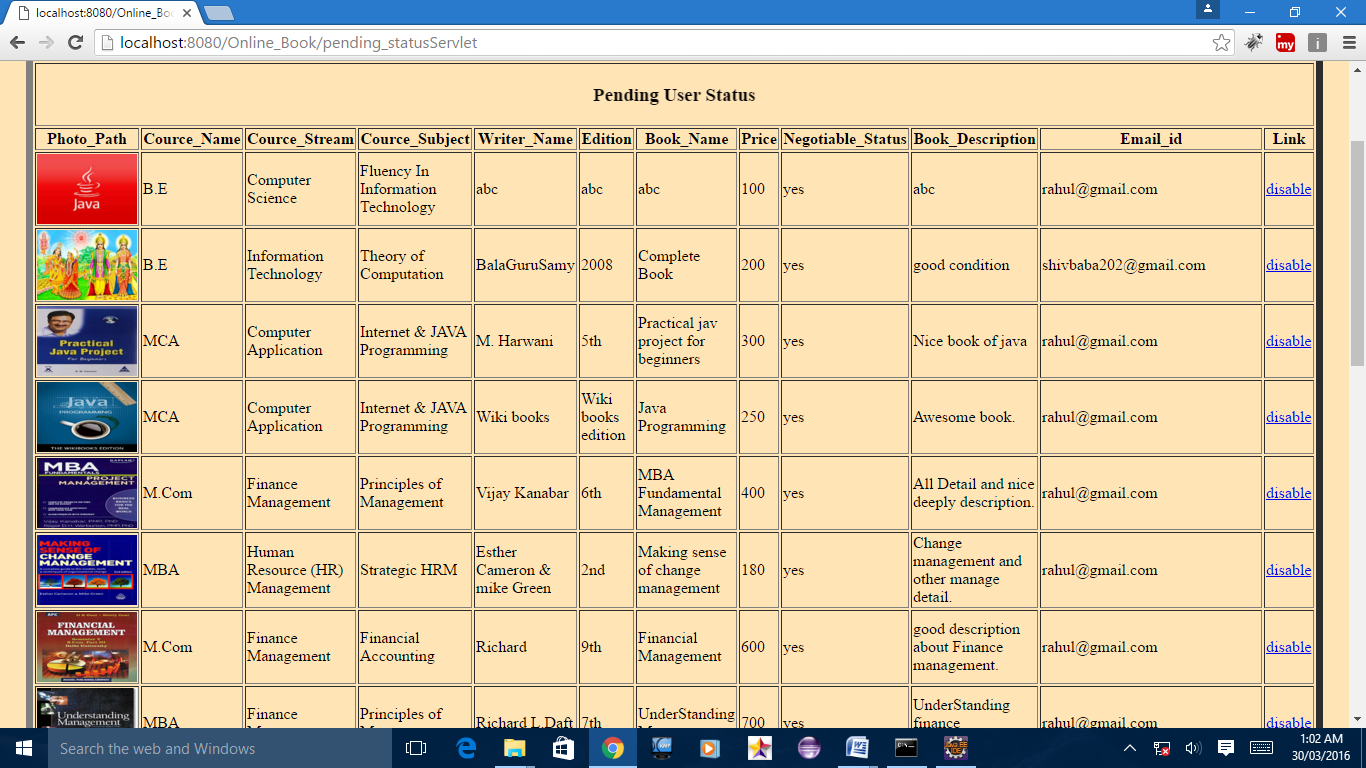 localhost:8080/Online_Boo
localhost:8080/Online_Book/pending_statusServlet
my
Pending User Status
Photo_Path Cource_Name Cource_Stream Cource_Subject Writer_Name Edition Book_Name Price Negotiable_Status Book_Description Email_id Link
Java
B.E
Computer
Science
Fluency In
Information
Technology
abc
abc
abc
100
yes
abc
rahul@gmail.com
disable
B.E
Information
Technology
Theory of
Computation
BalaGuruSamy
2008
Complete
Book
200
yes
good condition
shivbaba202@gmail.com
disable
Practical
Java Project
For Beginners
MCA
Computer
Application
Internet & JAVA
Programming
M. Harwani
5th
Practical jav
project for
beginners
300
yes
Nice book of java
rahul@gmail.com
disable
Java
PROGRAMMING
THE WIKIBOOKS EDITION
MCA
Computer
Application
Internet & JAVA
Programming
Wiki books
Wiki
books
edition
Java
Programming
250
yes
Awesome book.
rahul@gmail.com
disable
KAPLAN
MBA
FUNDAMENTALS
PROJECT
MANAGEMENT
M.Com
Finance
Management
Principles of
Management
Vijay Kanabar
6th
MBA
Fundamental
Management
400
yes
All Detail and nice
deeply description.
rahul@gmail.com
disable
MAKING
SENSE OF
CHANGE
MANAGEMENT
MBA
Human
Resource (HR)
Management
Strategic HRM
Esther
Cameron &
mike Green
2nd
Making sense
of change
management
180
yes
Change
management and
other manage
detail.
rahul@gmail.com
disable
FINANCIAL
MANAGEMENT
M.Com
Finance
Management
Financial
Accounting
Richard
9th
Financial
Management
600
yes
good description
about Finance
management.
rahul@gmail.com
disable
Understanding
Management
MBA
Finance
Principles of
Richard L.Daft
7th
UnderStanding
700
yes
UnderStanding
finance
rahul@gmail.com
disable
Search the web and Windows
1:02 AM
30/03/2016